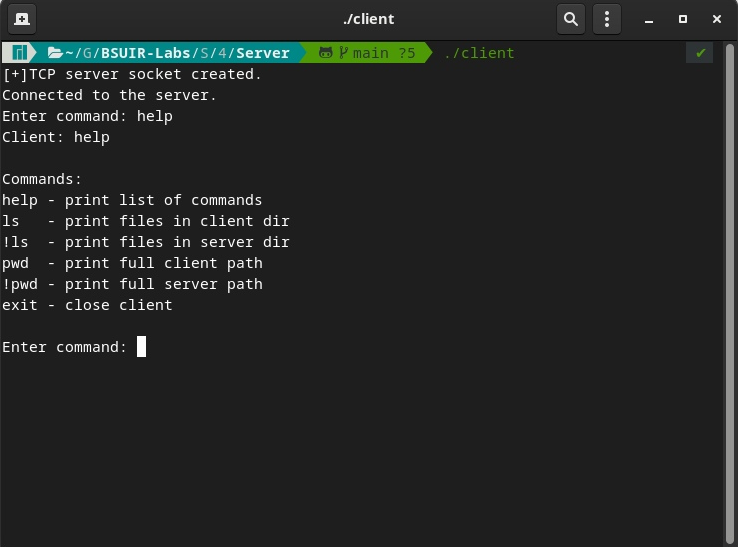 ./client
~/G/BSUIR-Labs/S/4/Server main ?5 ./client ✔
[+]TCP server socket created.
Connected to the server.
Enter command: help
Client: help
Commands:
help - print list of commands
ls   - print files in client dir
!ls  - print files in server dir
pwd  - print full client path
!pwd - print full server path
exit - close client
Enter command: